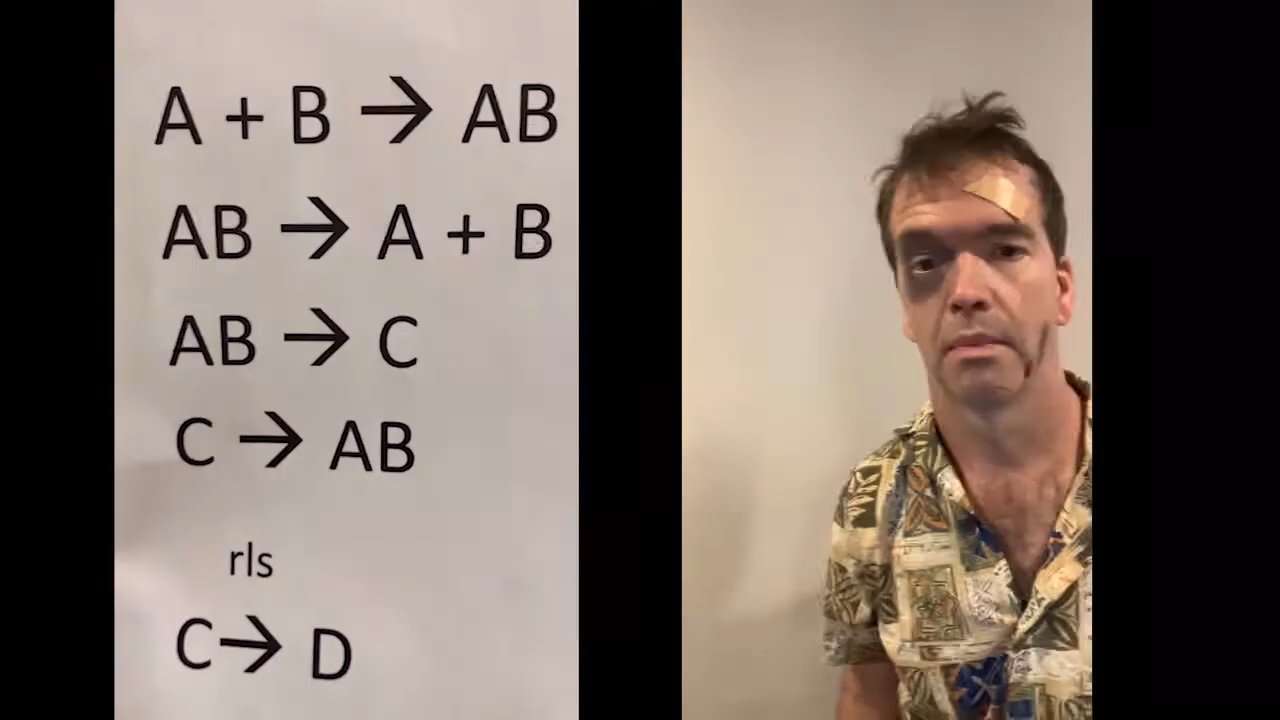 A + B → AB
AB → A + B
AB → C
C → AB
rls
C → D